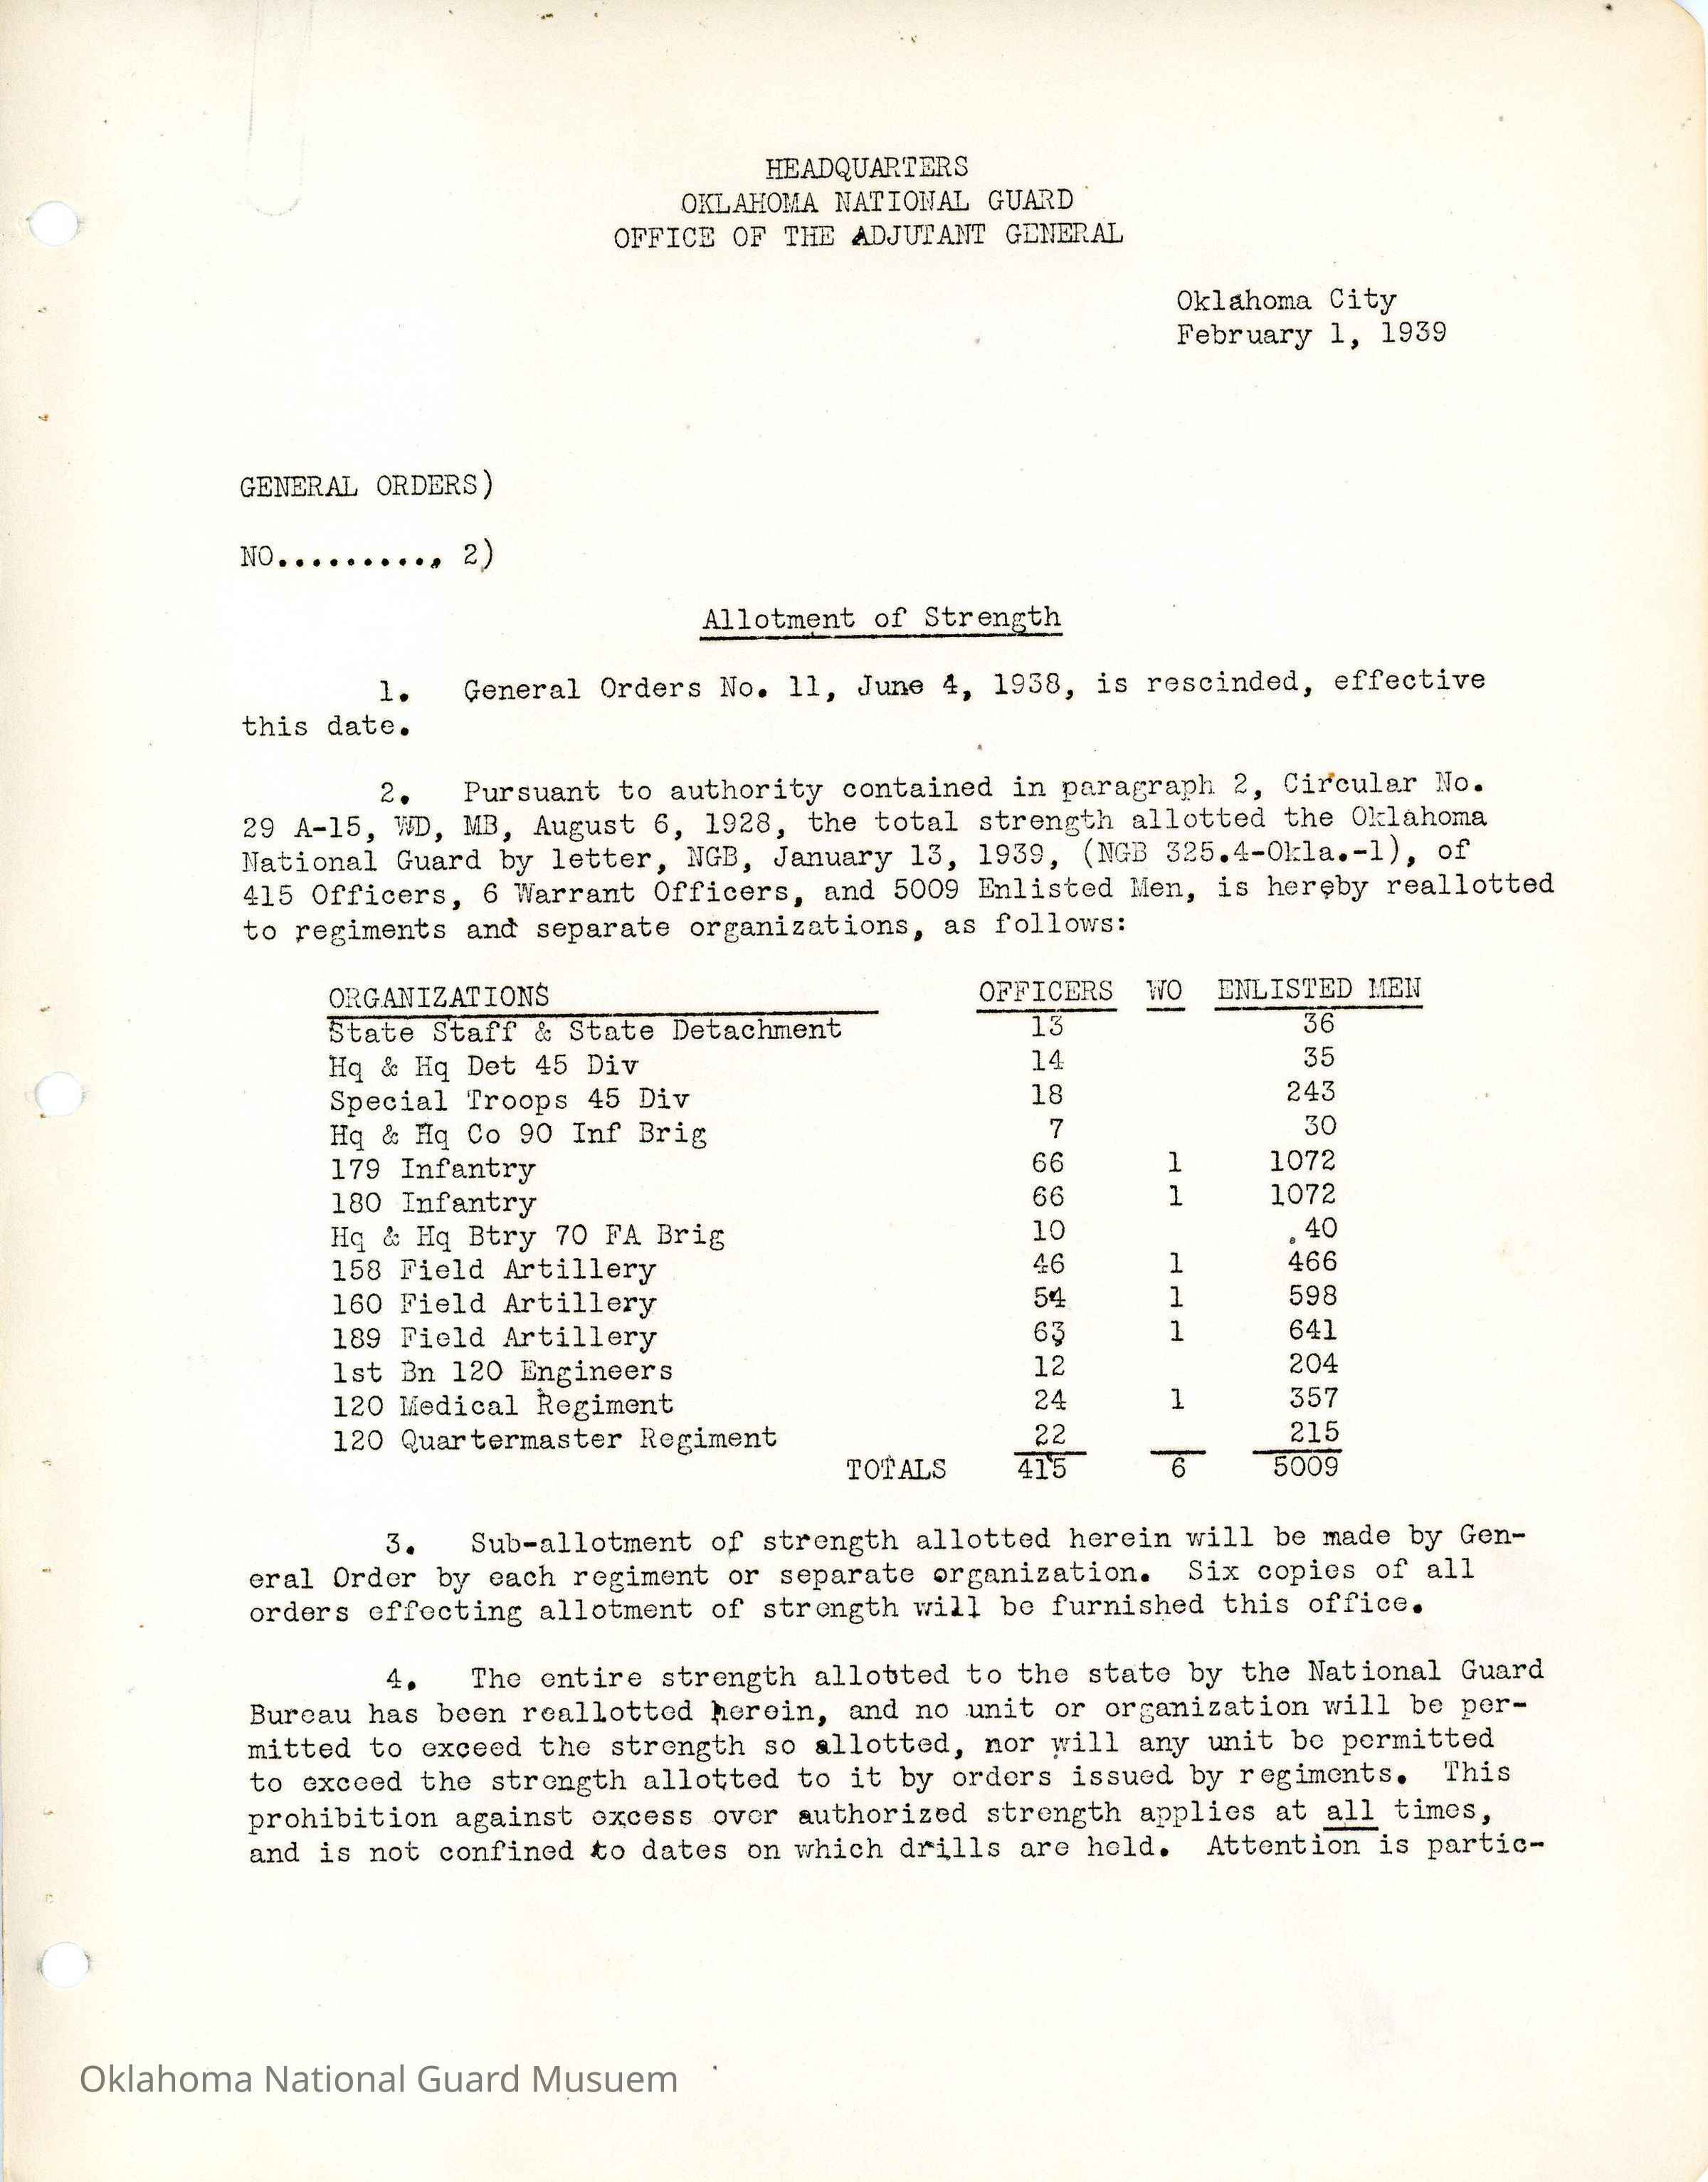 HEADQUARTERS
OKLAHOMA NATIONAL GUARD
OFFICE OF THE ADJUTANT GENERAL
Oklahoma City
February 1, 1939
GENERAL ORDERS)
NO.........., 2)
Allotment of Strength
1. General Orders No. 11, June 4, 1938, is rescinded, effective
this date.
2. Pursuant to authority contained in paragraph 2, Circular No.
29 A-15, WD, MB, August 6, 1928, the total strength allotted the Oklahoma
National Guard by letter, NGB, January 13, 1939, (NGB 325.4-Okla.-1), of
415 Officers, 6 Warrant Officers, and 5009 Enlisted Men, is hereby reallotted
to regiments and separate organizations, as follows:
ORGANIZATIONS OFFICERS WO ENLISTED MEN
State Staff & State Detachment 13 36
Hq & Hq Det 45 Div 14 35
Special Troops 45 Div 18 243
Hq & Hq Co 90 Inf Brig 7 30
179 Infantry 66 1 1072
180 Infantry 66 1 1072
Hq & Hq Btry 70 FA Brig 10 40
158 Field Artillery 46 1 466
160 Field Artillery 54 1 598
189 Field Artillery 63 1 641
1st Bn 120 Engineers 12 204
120 Medical Regiment 24 1 357
120 Quartermaster Regiment 22 215
TOTALS 415 6 5009
3. Sub-allotment of strength allotted herein will be made by Gen-
eral Order by each regiment or separate organization. Six copies of all
orders effecting allotment of strength will be furnished this office.
4. The entire strength allotted to the state by the National Guard
Bureau has been reallotted herein, and no unit or organization will be per-
mitted to exceed the strength so allotted, nor will any unit be permitted
to exceed the strength allotted to it by orders issued by regiments. This
prohibition against excess over authorized strength applies at all times,
and is not confined to dates on which drills are held. Attention is partic-
Oklahoma National Guard Musuem